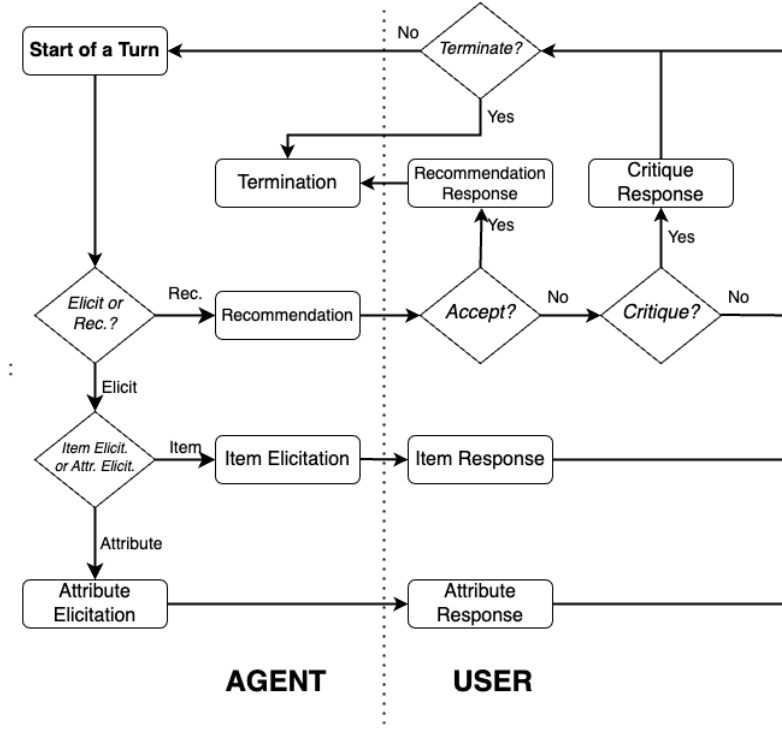 No
Start of a Turn
Terminate?
Yes
Termination
Recommendation
Response
Critique
Response
Yes
Yes
Elicit or
Rec.?
Rec.
Recommendation
Accept?
No
Critique?
No
:
Elicit
Item Elicit.
or Attr. Elicit.
Item
Item Elicitation
Item Response
Attribute
Attribute
Elicitation
Attribute
Response
AGENT
USER